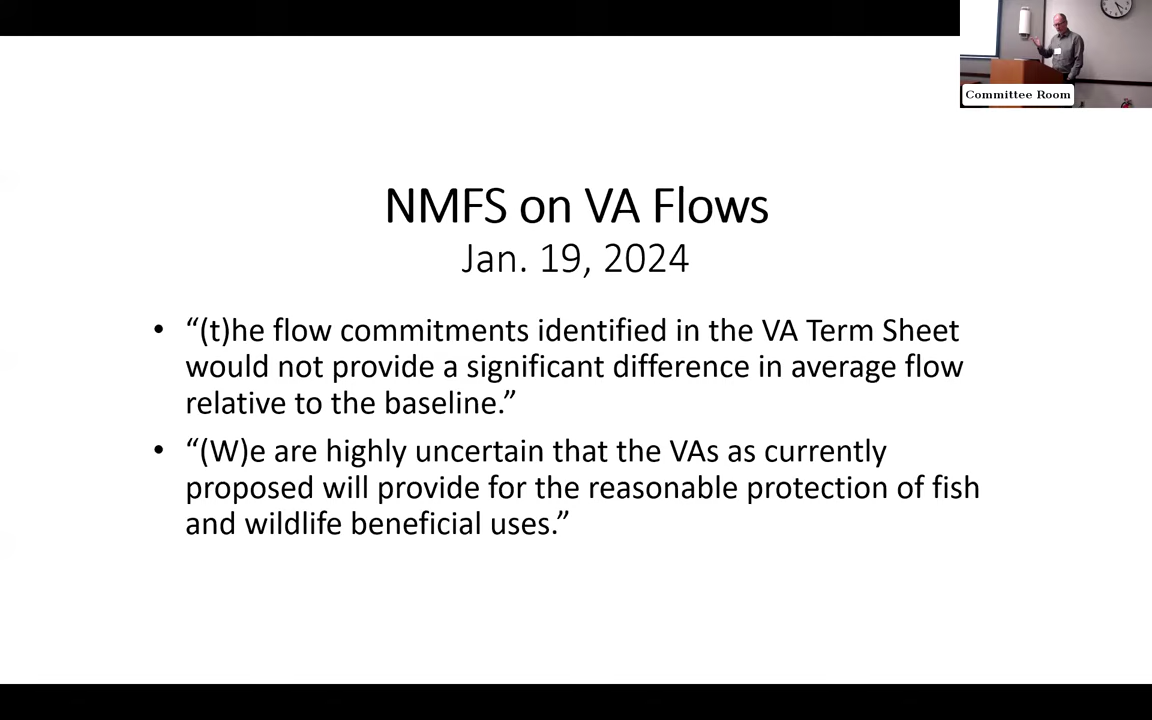 Committee Room
NMFS on VA Flows
Jan. 19, 2024
• “(t)he flow commitments identified in the VA Term Sheet
would not provide a significant difference in average flow
relative to the baseline.”
• “(W)e are highly uncertain that the VAs as currently
proposed will provide for the reasonable protection of fish
and wildlife beneficial uses.”